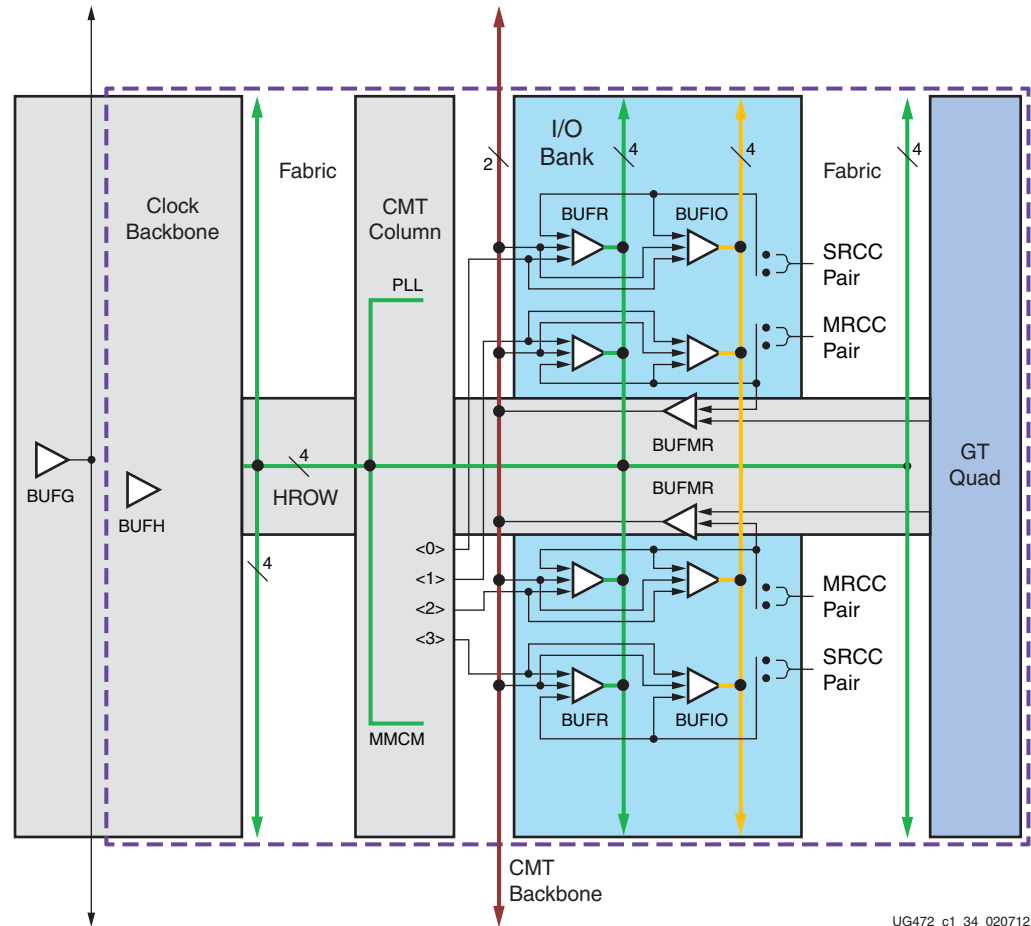 I/O
Bank
2
4
4
4
Fabric
Fabric
Clock
Backbone
CMT
Column
BUFR
BUFIO
SRCC
Pair
PLL
MRCC
Pair
BUFMR
4
BUFG
BUFH
HROW
BUFMR
GT
Quad
<0>
<1>
<2>
<3>
4
MRCC
Pair
SRCC
Pair
BUFR
BUFIO
MMCM
CMT
Backbone
UG472_c1_34_020712